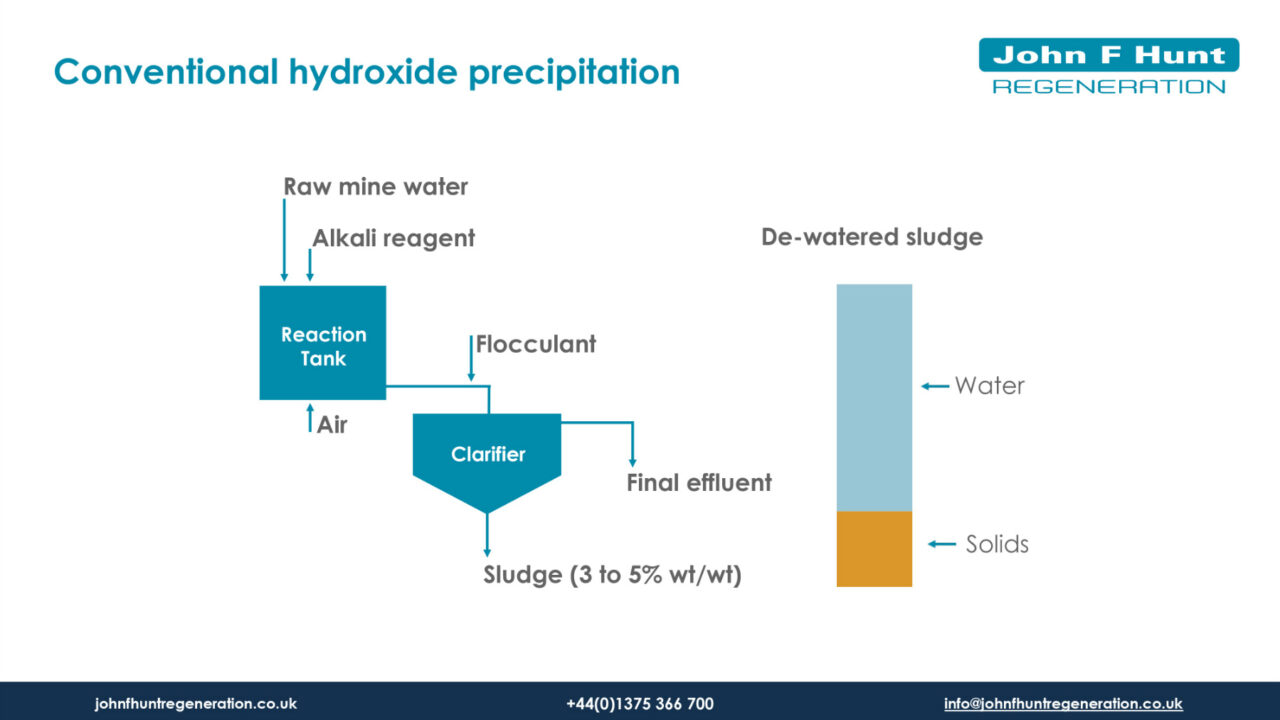 Conventional hydroxide precipitation
John F Hunt
REGENERATION
Raw mine water
Alkali reagent
De-watered sludge
Reaction
Tank
Flocculant
Water
Air
Clarifier
Final effluent
Solids
Sludge (3 to 5% wt/wt)
johnfhuntregeneration.co.uk
+44(0)1375 366 700
info@johnfhuntregeneration.co.uk